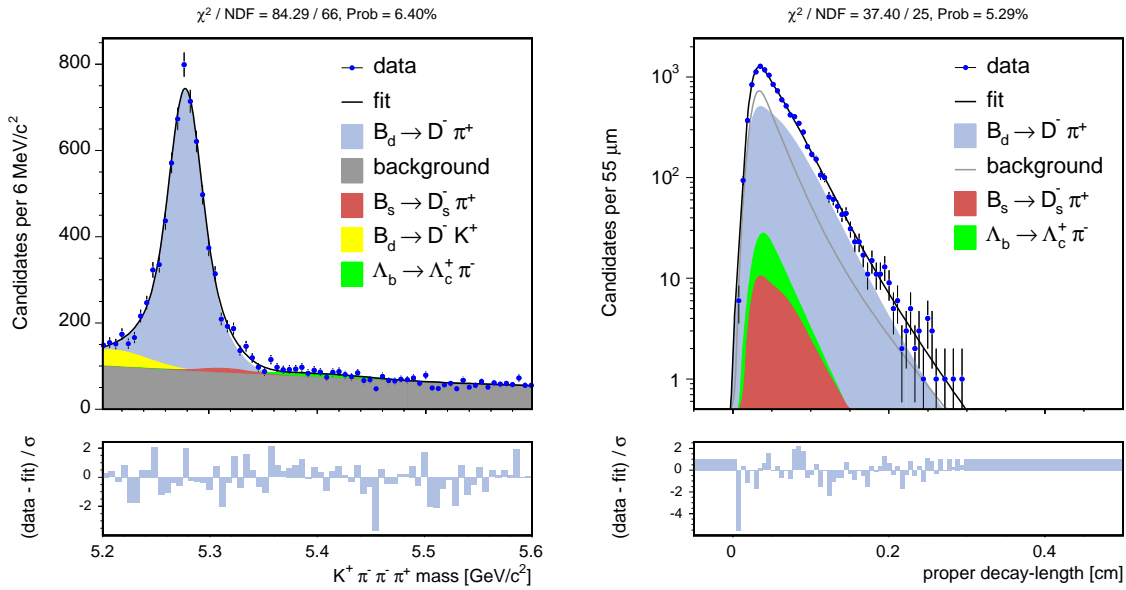 χ² / NDF = 84.29 / 66, Prob = 6.40%
Candidates per 6 MeV/c²
800
600
400
200
0
data
fit
B_d → D⁻ π⁺
background
B_s → D_s⁻ π⁺
B_d → D⁻ K⁺
Λ_b → Λ_c⁺ π⁻
(data - fit) / σ
2
0
-2
5.2
5.3
5.4
5.5
5.6
K⁺ π⁻ π⁻ π⁺ mass [GeV/c²]
χ² / NDF = 37.40 / 25, Prob = 5.29%
Candidates per 55 μm
10³
10²
10
1
data
fit
B_d → D⁻ π⁺
background
B_s → D_s⁻ π⁺
Λ_b → Λ_c⁺ π⁻
(data - fit) / σ
2
0
-2
-4
0
0.2
0.4
proper decay-length [cm]